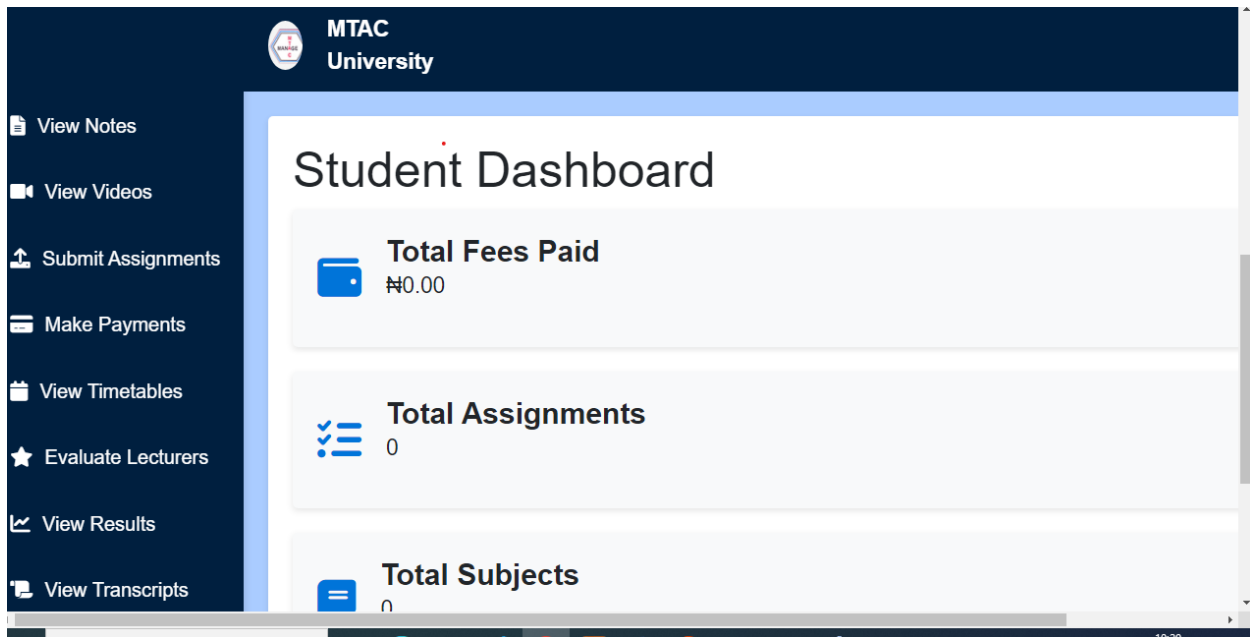 MTAC
University
View Notes
View Videos
Submit Assignments
Make Payments
View Timetables
Evaluate Lecturers
View Results
View Transcripts
Student Dashboard
Total Fees Paid
₦0.00
Total Assignments
0
Total Subjects
0